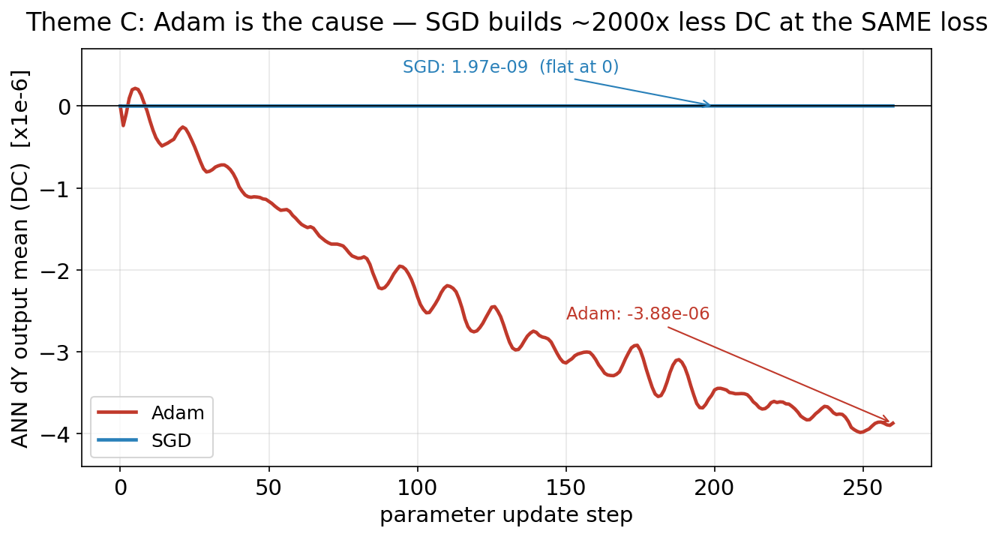 Theme C: Adam is the cause — SGD builds ~2000x less DC at the SAME loss
ANN dY output mean (DC)  [x1e-6]
0
−1
−2
−3
−4
SGD: 1.97e-09  (flat at 0)
Adam: -3.88e-06
Adam
SGD
0
50
100
150
200
250
parameter update step